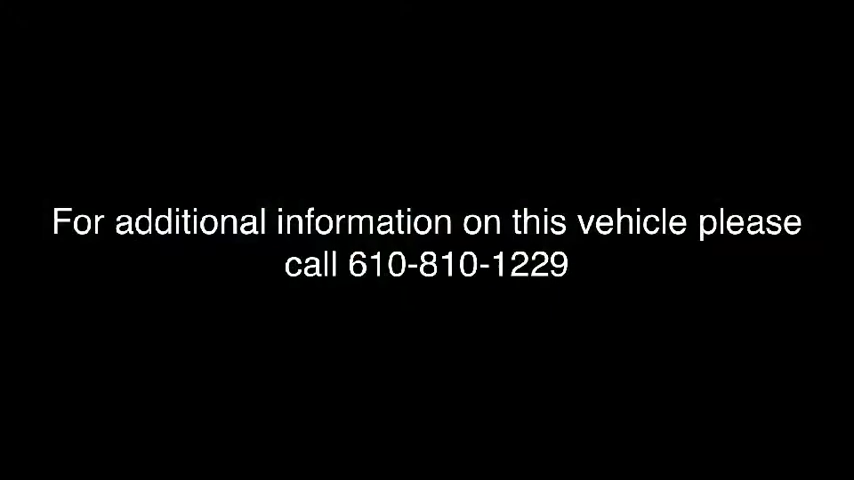 For additional information on this vehicle please
call 610-810-1229